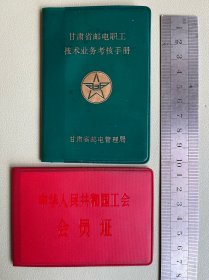 甘肃省邮电职工
技术业务考核手册
甘肃省邮电管理局
中华人民共和国工会
会员证